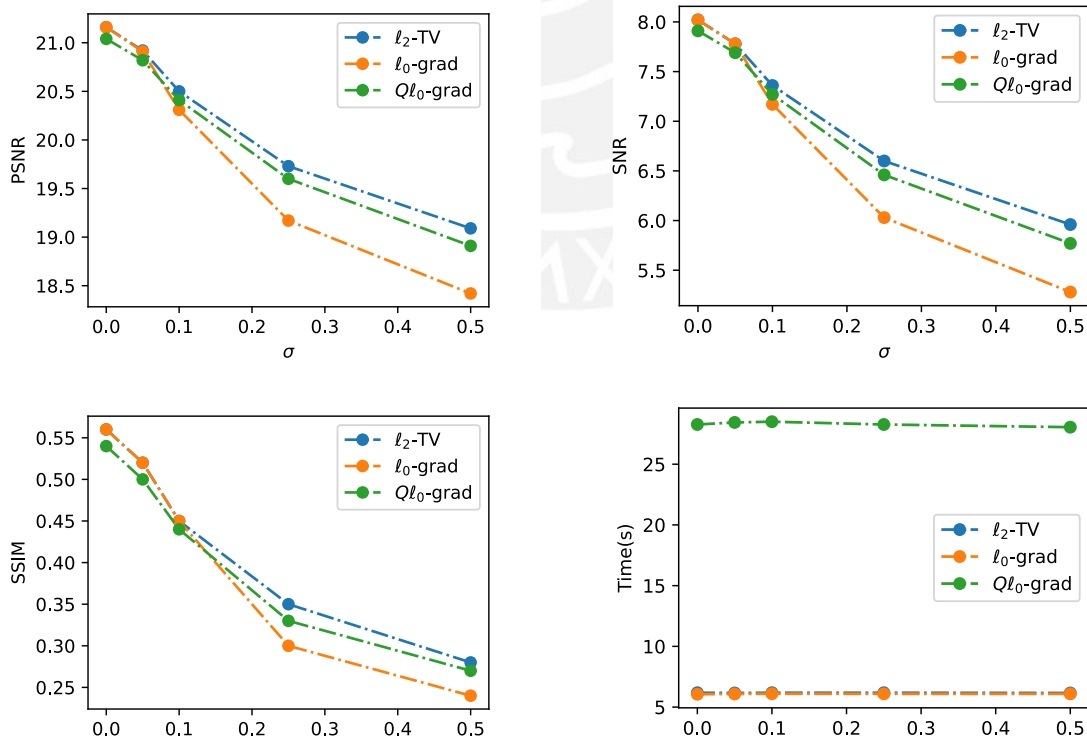 21.0
20.5
20.0
19.5
19.0
18.5
PSNR
ℓ₂-TV
ℓ₀-grad
Qℓ₀-grad
0.0 0.1 0.2 0.3 0.4 0.5
σ
8.0
7.5
7.0
6.5
6.0
5.5
SNR
ℓ₂-TV
ℓ₀-grad
Qℓ₀-grad
0.0 0.1 0.2 0.3 0.4 0.5
σ
0.55
0.50
0.45
0.40
0.35
0.30
0.25
SSIM
ℓ₂-TV
ℓ₀-grad
Qℓ₀-grad
0.0 0.1 0.2 0.3 0.4 0.5
25
20
15
10
5
Time(s)
ℓ₂-TV
ℓ₀-grad
Qℓ₀-grad
0.0 0.1 0.2 0.3 0.4 0.5